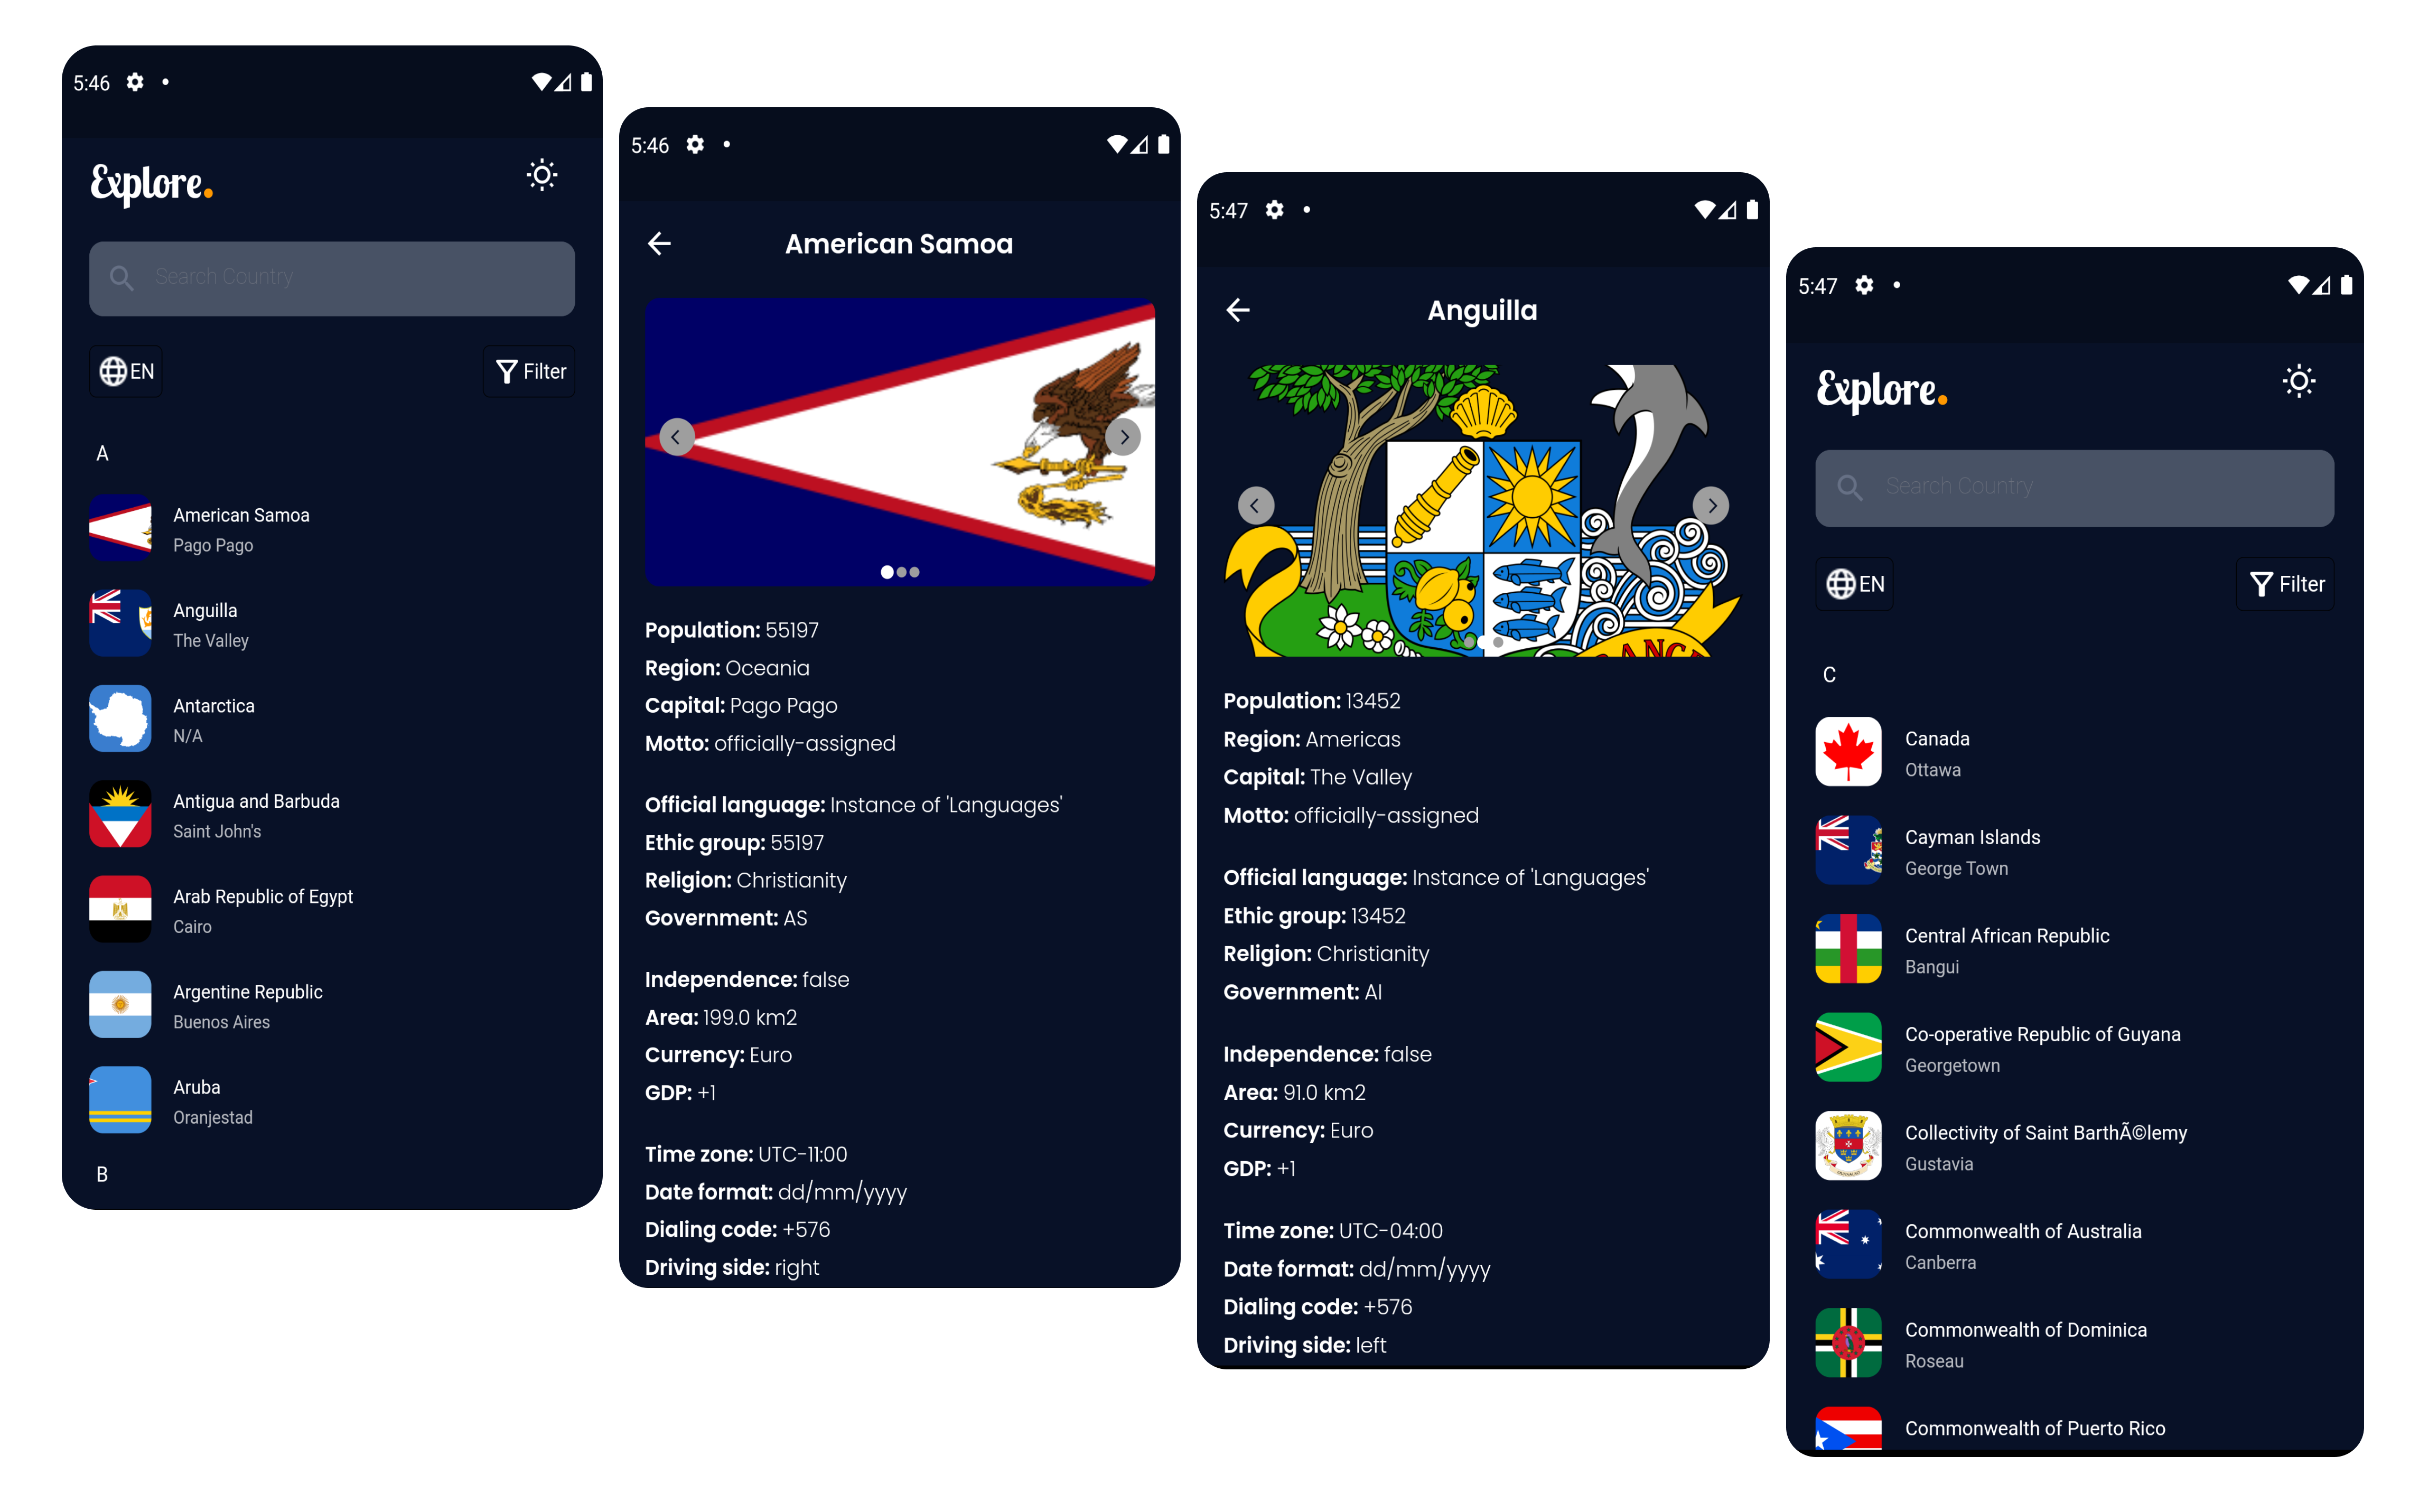 5:46
Explore.
Search Country
EN
Filter
A
American Samoa
Pago Pago
Anguilla
The Valley
Antarctica
N/A
Antigua and Barbuda
Saint John's
Arab Republic of Egypt
Cairo
Argentine Republic
Buenos Aires
Aruba
Oranjestad
B
5:46
American Samoa
Population: 55197
Region: Oceania
Capital: Pago Pago
Motto: officially-assigned
Official language: Instance of 'Languages'
Ethic group: 55197
Religion: Christianity
Government: AS
Independence: false
Area: 199.0 km2
Currency: Euro
GDP: +1
Time zone: UTC-11:00
Date format: dd/mm/yyyy
Dialing code: +576
Driving side: right
5:47
Anguilla
ANG
Population: 13452
Region: Americas
Capital: The Valley
Motto: officially-assigned
Official language: Instance of 'Languages'
Ethic group: 13452
Religion: Christianity
Government: AI
Independence: false
Area: 91.0 km2
Currency: Euro
GDP: +1
Time zone: UTC-04:00
Date format: dd/mm/yyyy
Dialing code: +576
Driving side: left
5:47
Explore.
Search Country
EN
Filter
C
Canada
Ottawa
Cayman Islands
George Town
Central African Republic
Bangui
Co-operative Republic of Guyana
Georgetown
Collectivity of Saint BarthÃ©lemy
Gustavia
Commonwealth of Australia
Canberra
Commonwealth of Dominica
Roseau
Commonwealth of Puerto Rico